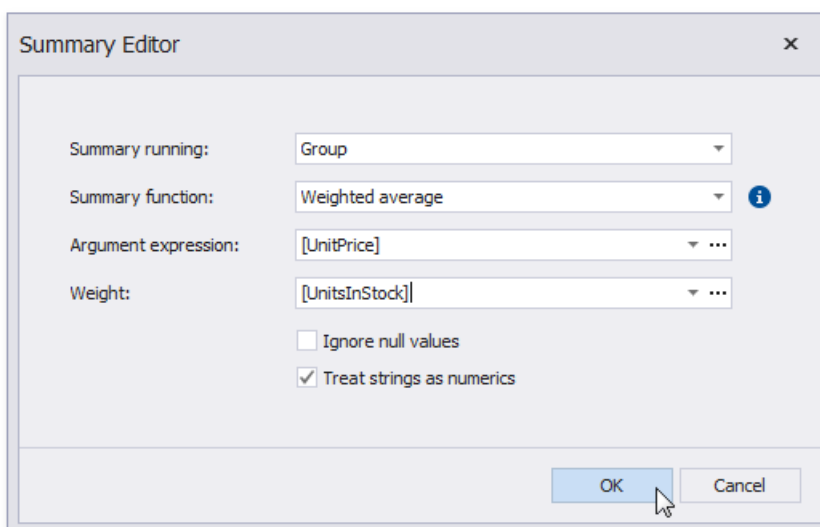 Summary Editor
Summary running: Group
Summary function: Weighted average
Argument expression: [UnitPrice]
Weight: [UnitsInStock]
Ignore null values
Treat strings as numerics
OK Cancel